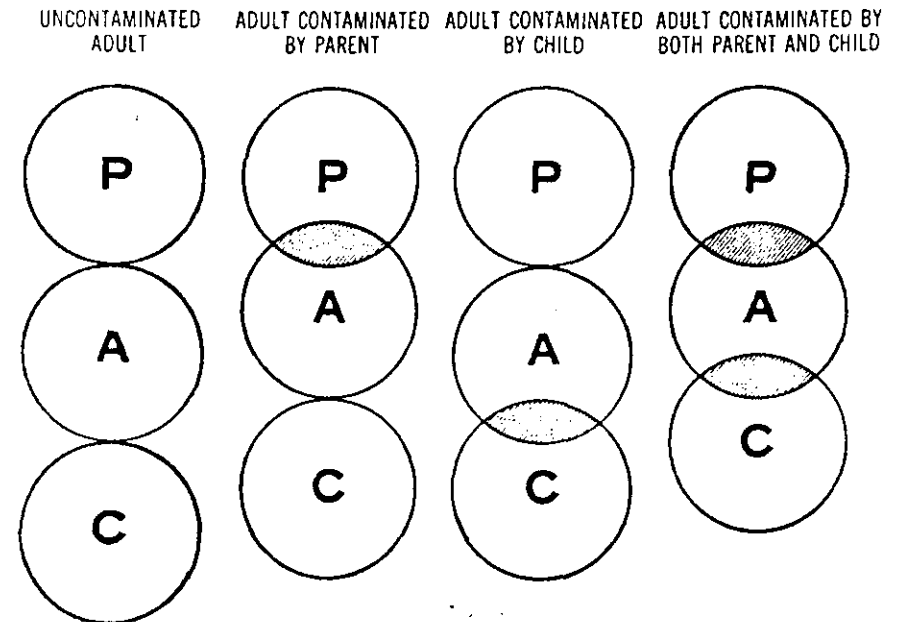 UNCONTAMINATED
ADULT
ADULT CONTAMINATED
BY PARENT
ADULT CONTAMINATED
BY CHILD
ADULT CONTAMINATED BY
BOTH PARENT AND CHILD
P
A
C
P
A
C
P
A
C
P
A
C